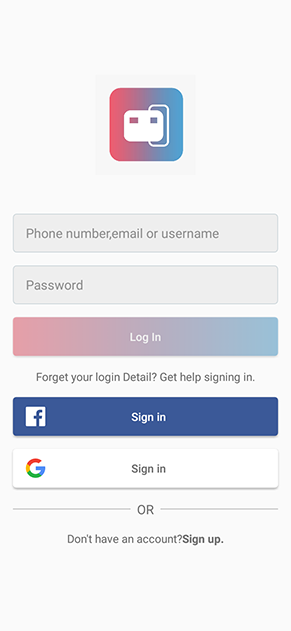 Phone number,email or username
Password
Log In
Forget your login Detail? Get help signing in.
Sign in
Sign in
OR
Don't have an account?Sign up.